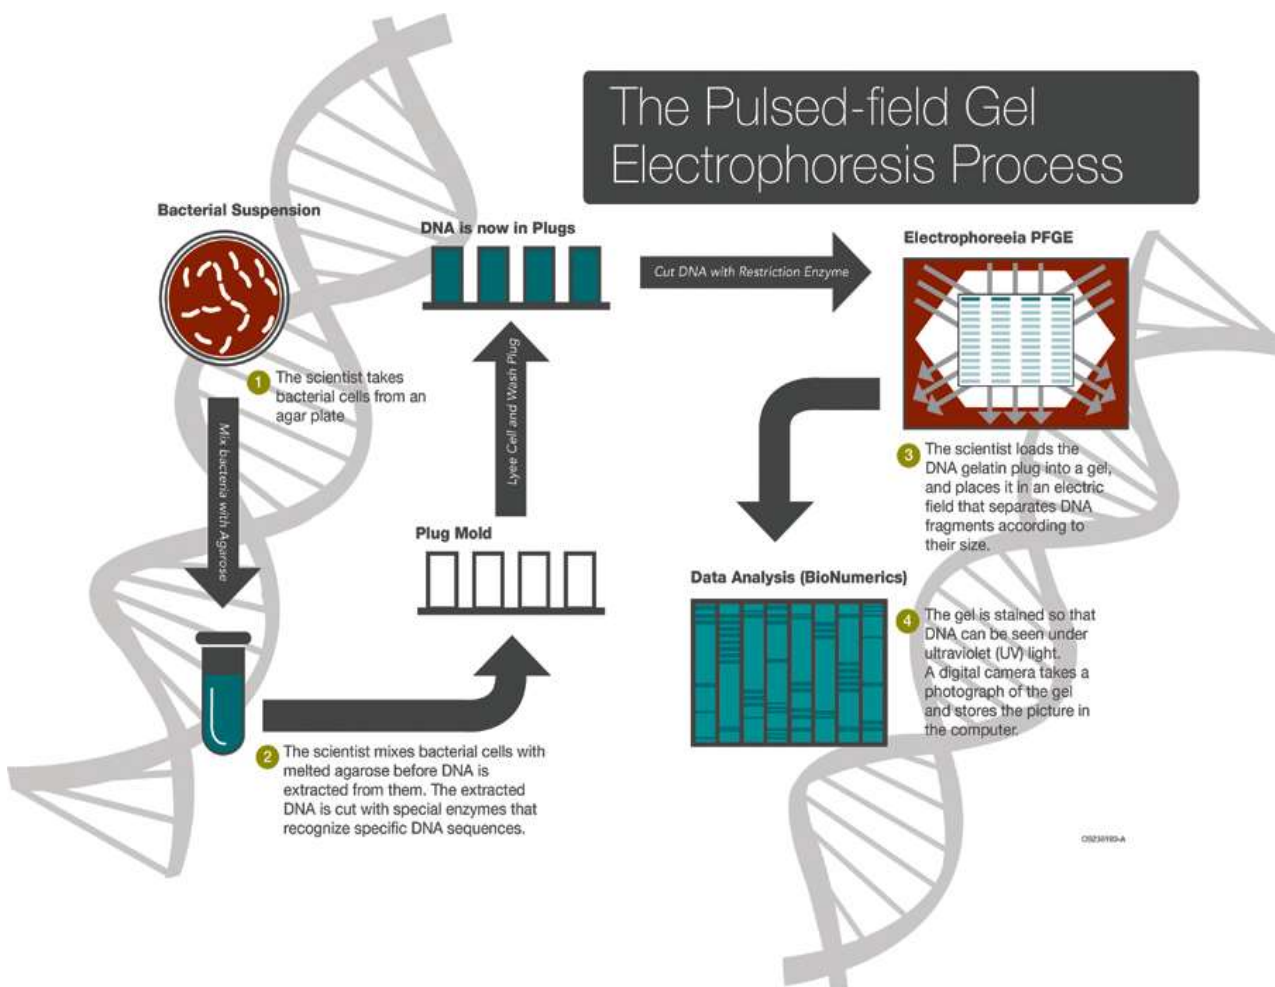 The Pulsed-field Gel
Electrophoresis Process
Bacterial Suspension
1
The scientist takes
bacterial cells from an
agar plate
Mix bacteria with Agarose
2
The scientist mixes bacterial cells with
melted agarose before DNA is
extracted from them. The extracted
DNA is cut with special enzymes that
recognize specific DNA sequences.
Plug Mold
Lyse Cell and Wash Plug
DNA is now in Plugs
Cut DNA with Restriction Enzyme
Electrophoreeia PFGE
3
The scientist loads the
DNA gelatin plug into a gel,
and places it in an electric
field that separates DNA
fragments according to
their size.
Data Analysis (BioNumerics)
4
The gel is stained so that
DNA can be seen under
ultraviolet (UV) light.
A digital camera takes a
photograph of the gel
and stores the picture in
the computer.